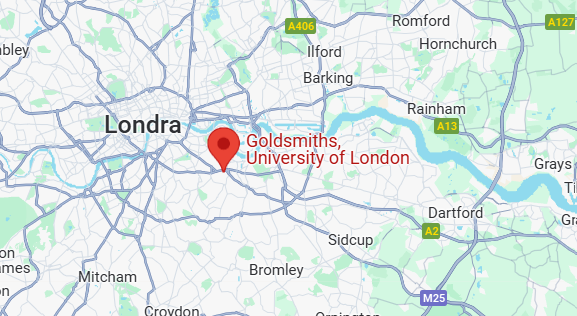 Romford
A406
A127
Hornchurch
Ilford
Barking
Rainham
Londra
A13
Goldsmiths,
University of London
Grays
Dartford
A2
Sidcup
Bromley
Mitcham
M25
Croydon